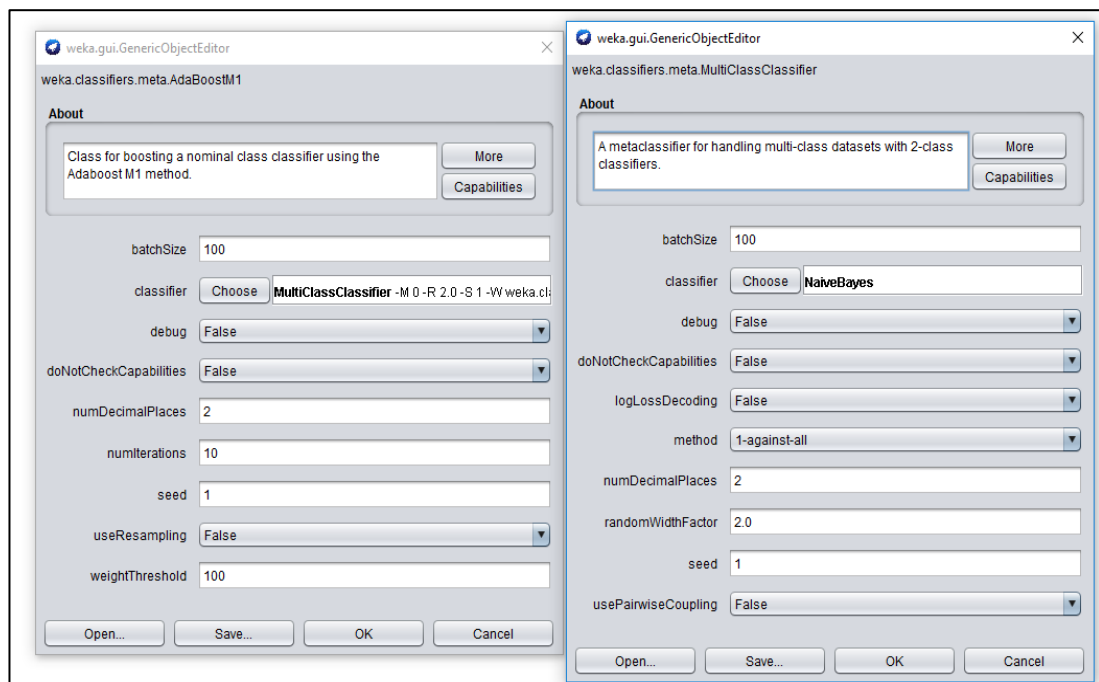 weka.gui.GenericObjectEditor
weka.classifiers.meta.AdaBoostM1
About
Class for boosting a nominal class classifier using the
Adaboost M1 method.
More
Capabilities
batchSize 100
classifier Choose MultiClassClassifier -M 0 -R 2.0 -S 1 -W weka.cl
debug False
doNotCheckCapabilities False
numDecimalPlaces 2
numIterations 10
seed 1
useResampling False
weightThreshold 100
Open... Save... OK Cancel
weka.gui.GenericObjectEditor
weka.classifiers.meta.MultiClassClassifier
About
A metaclassifier for handling multi-class datasets with 2-class
classifiers.
More
Capabilities
batchSize 100
classifier Choose NaiveBayes
debug False
doNotCheckCapabilities False
logLossDecoding False
method 1-against-all
numDecimalPlaces 2
randomWidthFactor 2.0
seed 1
usePairwiseCoupling False
Open... Save... OK Cancel